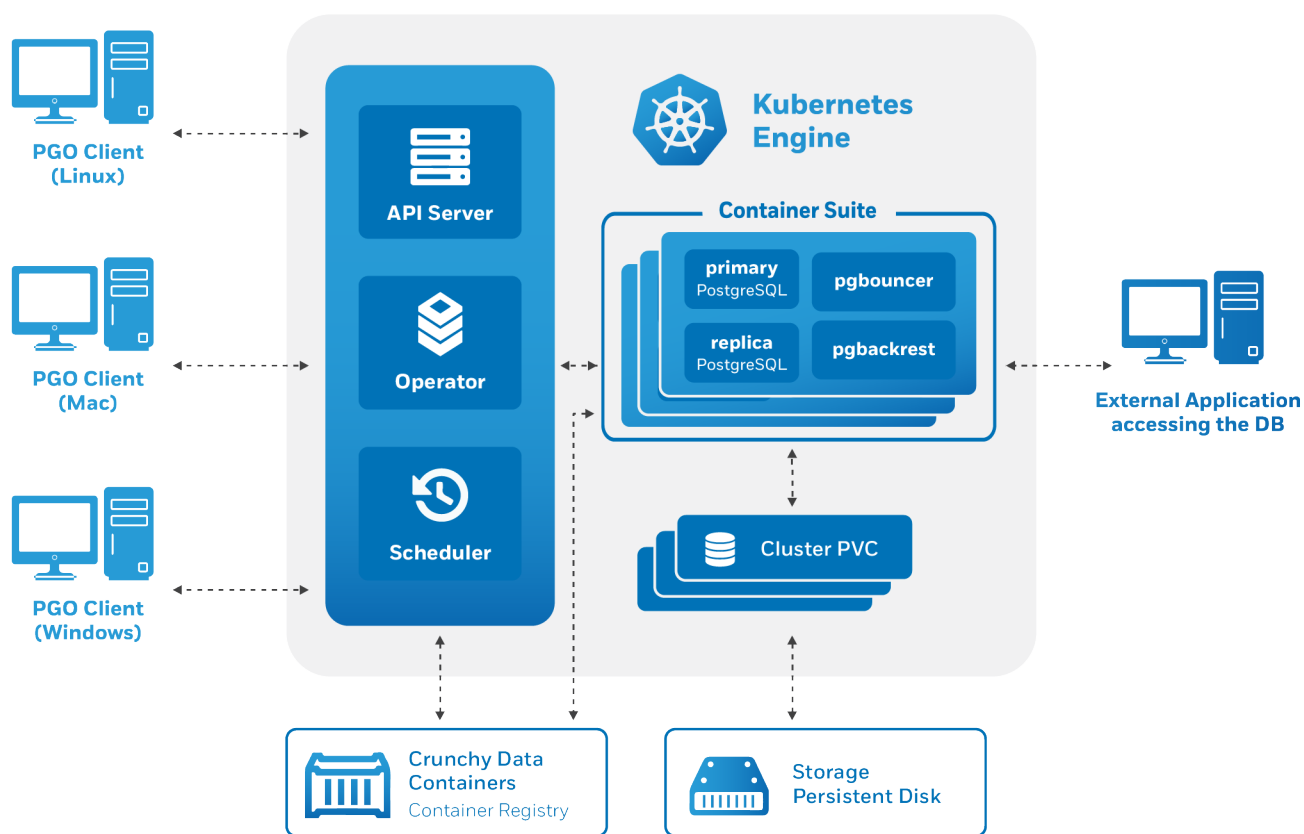 PGO Client
(Linux)
PGO Client
(Mac)
PGO Client
(Windows)
API Server
Operator
Scheduler
Kubernetes
Engine
Container Suite
primary
PostgreSQL
pgbouncer
replica
PostgreSQL
pgbackrest
Cluster PVC
External Application
accessing the DB
Crunchy Data
Containers
Container Registry
Storage
Persistent Disk